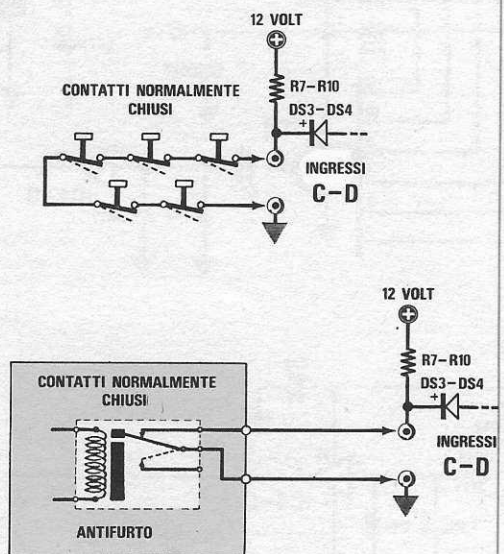 12 VOLT
CONTATTI NORMALMENTE
CHIUSI
R7-R10
DS3-DS4
+
INGRESSI
C-D
12 VOLT
R7-R10
DS3-DS4
+
INGRESSI
C-D
CONTATTI NORMALMENTE
CHIUSI
ANTIFURTO